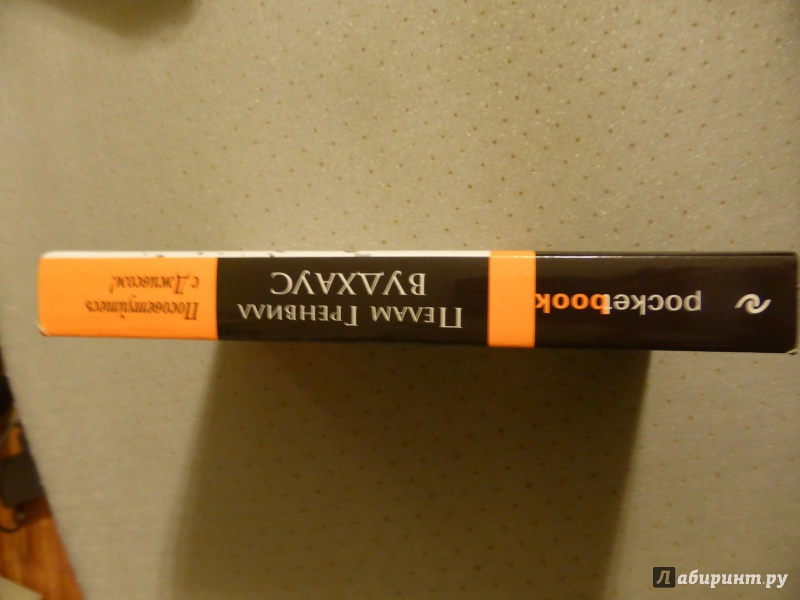 pocketbook
Пелам Гренвилл
ВУДХАУС
Посоветуйтесь
с Дживсом!
Лабиринт.ру